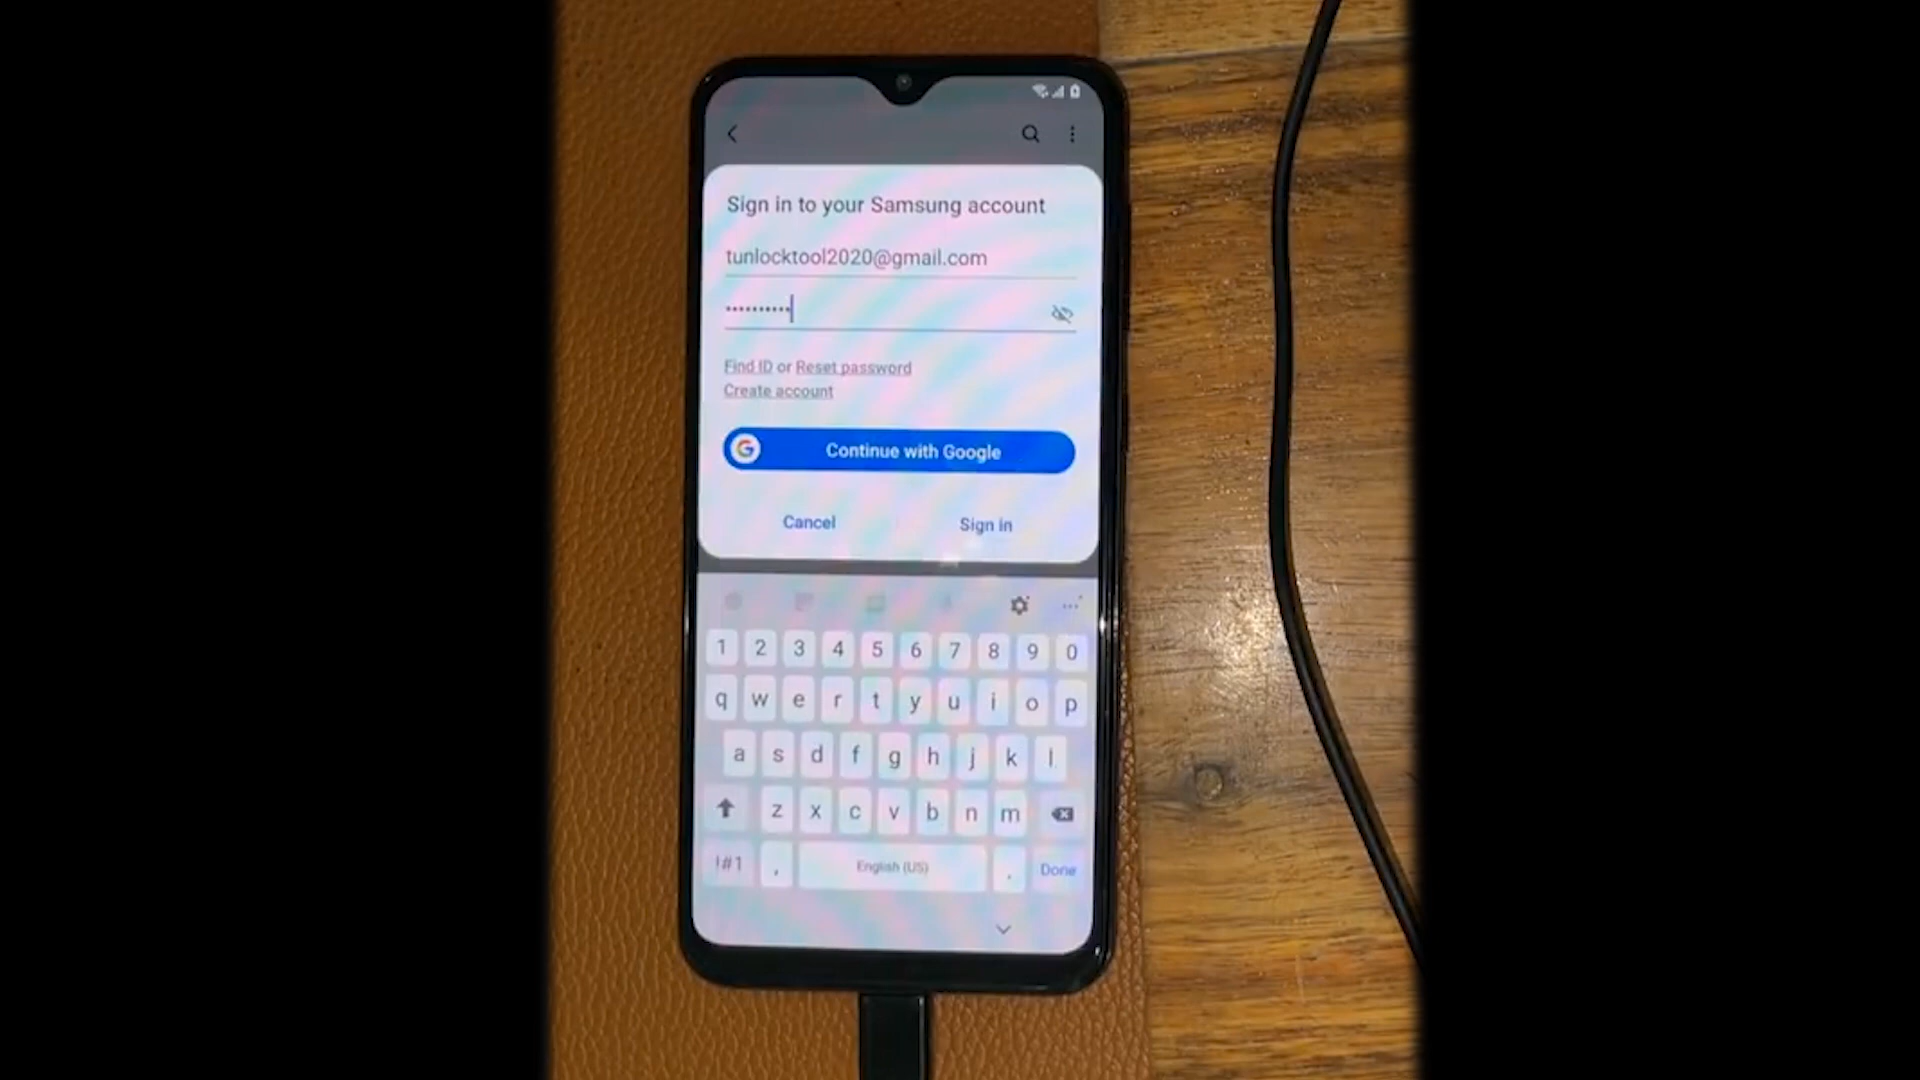 Sign in to your Samsung account
tunlocktool2020@gmail.com
••••••••••
Find ID or Reset password
Create account
G Continue with Google
Cancel Sign in
1 2 3 4 5 6 7 8 9 0
q w e r t y u i o p
a s d f g h j k l
z x c v b n m
!#1 , English (US) . Done